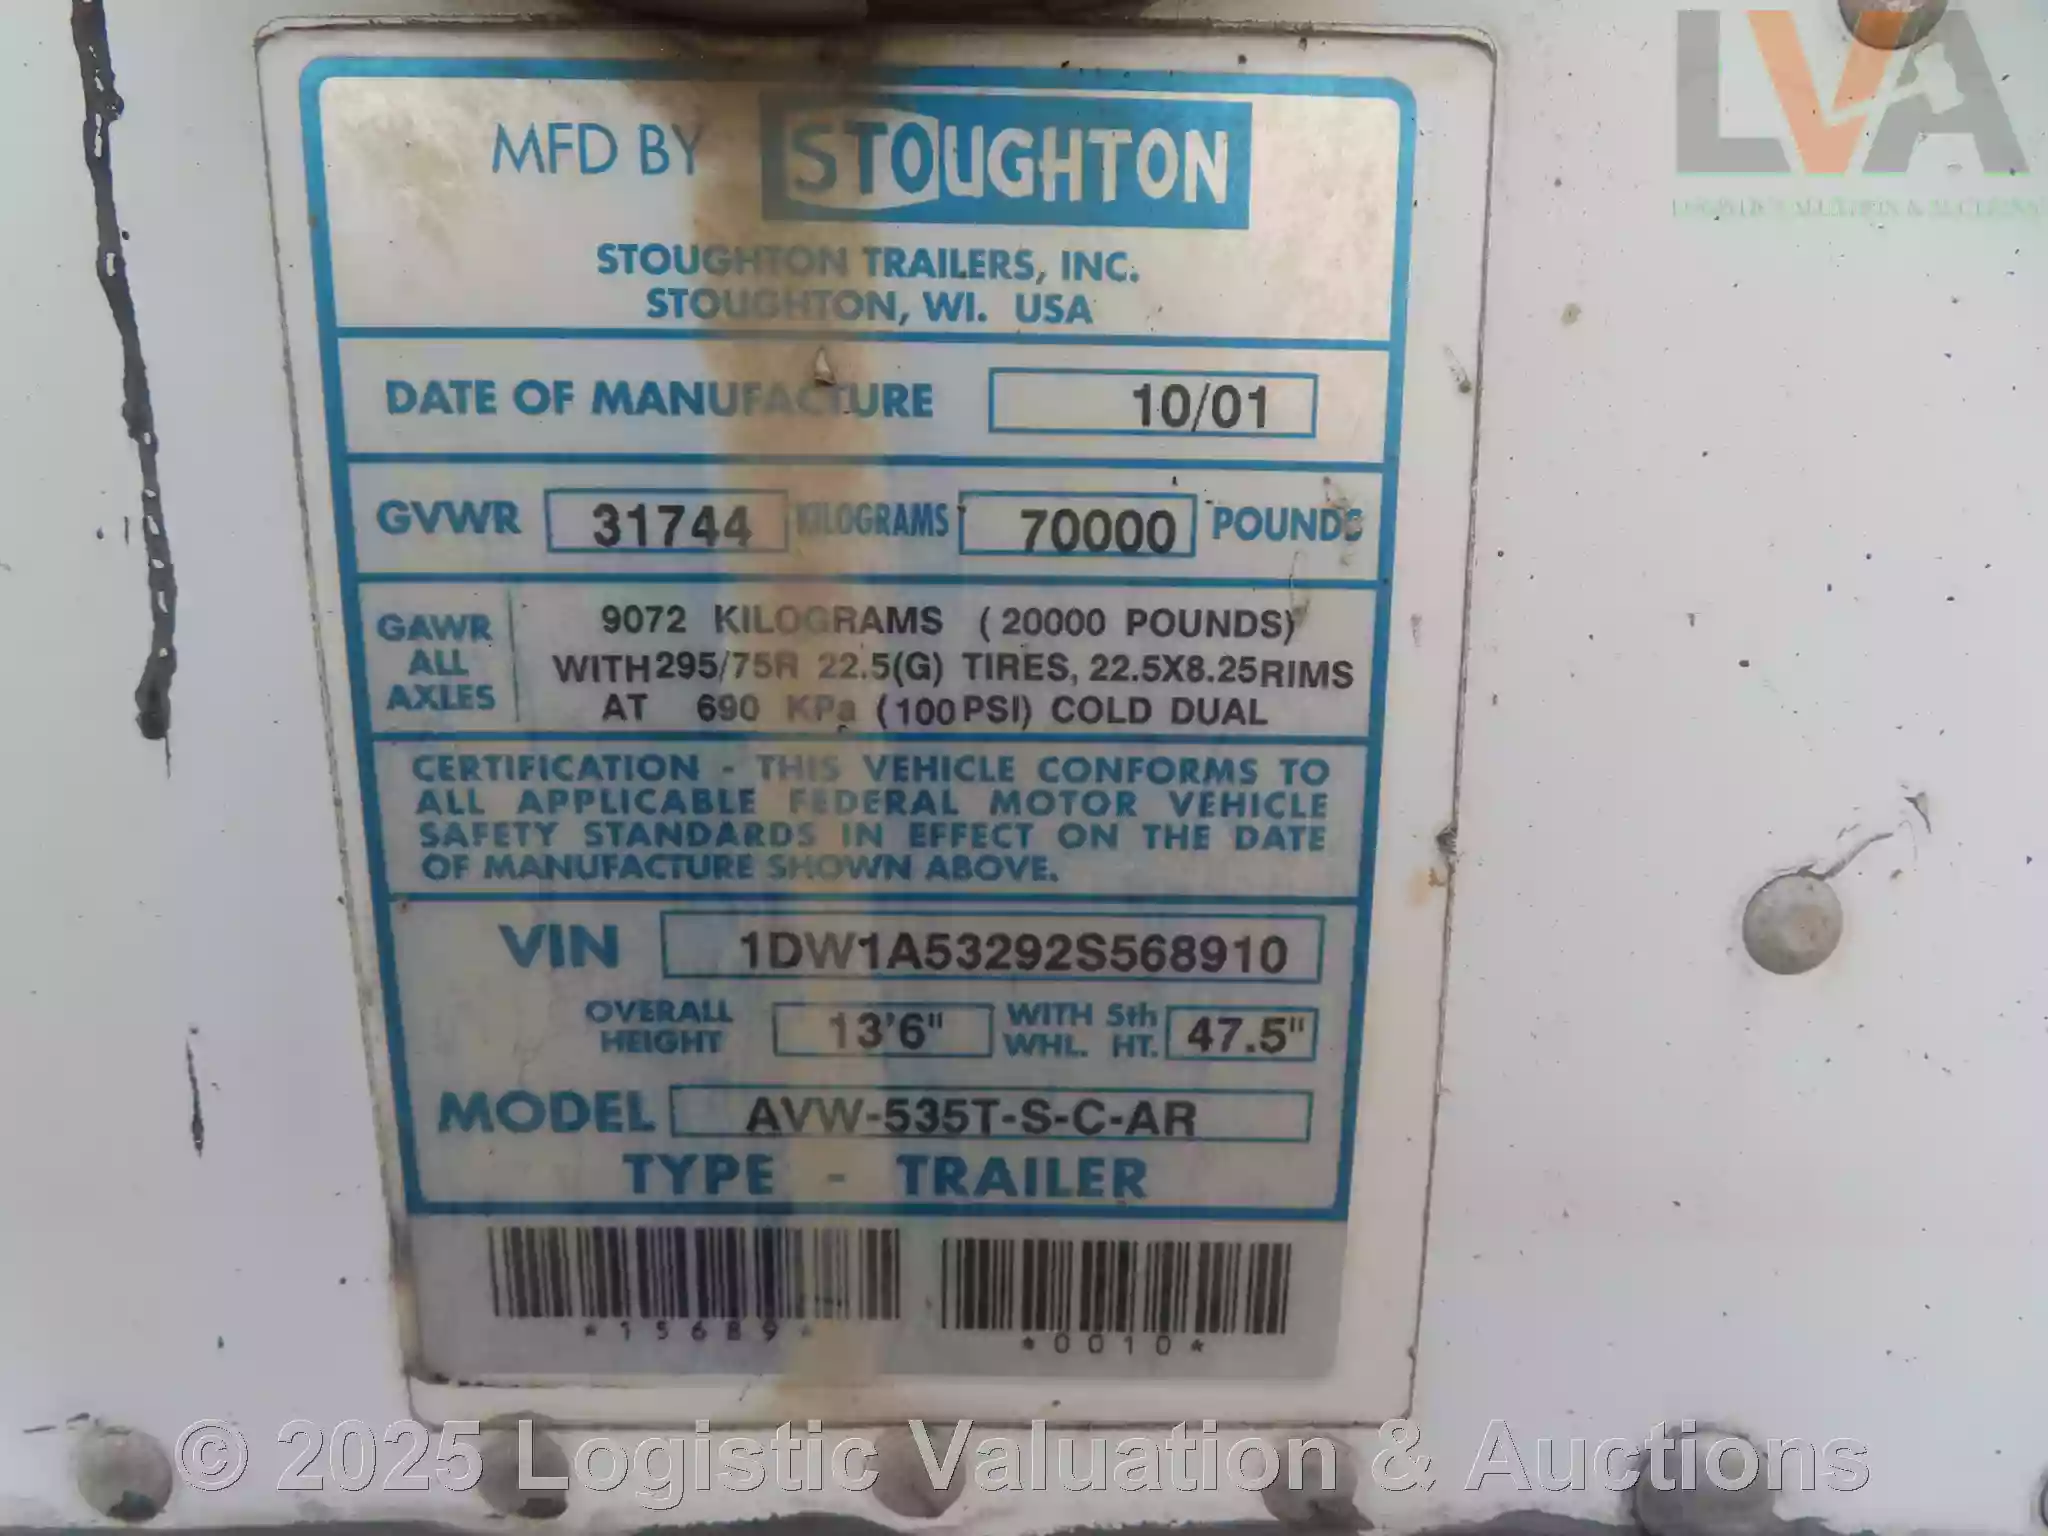 LVA
MFD BY STOUGHTON
STOUGHTON TRAILERS, INC.
STOUGHTON, WI. USA
DATE OF MANUFACTURE 10/01
GVWR 31744 KILOGRAMS 70000 POUNDS
GAWR ALL AXLES
9072 KILOGRAMS (20000 POUNDS)
WITH 295/75R 22.5(G) TIRES, 22.5X8.25 RIMS
AT 690 KPa (100 PSI) COLD DUAL
CERTIFICATION - THIS VEHICLE CONFORMS TO
ALL APPLICABLE FEDERAL MOTOR VEHICLE
SAFETY STANDARDS IN EFFECT ON THE DATE
OF MANUFACTURE SHOWN ABOVE.
VIN 1DW1A53292S568910
OVERALL HEIGHT 13'6" WITH 5th WHL. HT. 47.5"
MODEL AVW-535T-S-C-AR
TYPE - TRAILER
*15689*
*0010*
© 2025 Logistic Valuation & Auctions